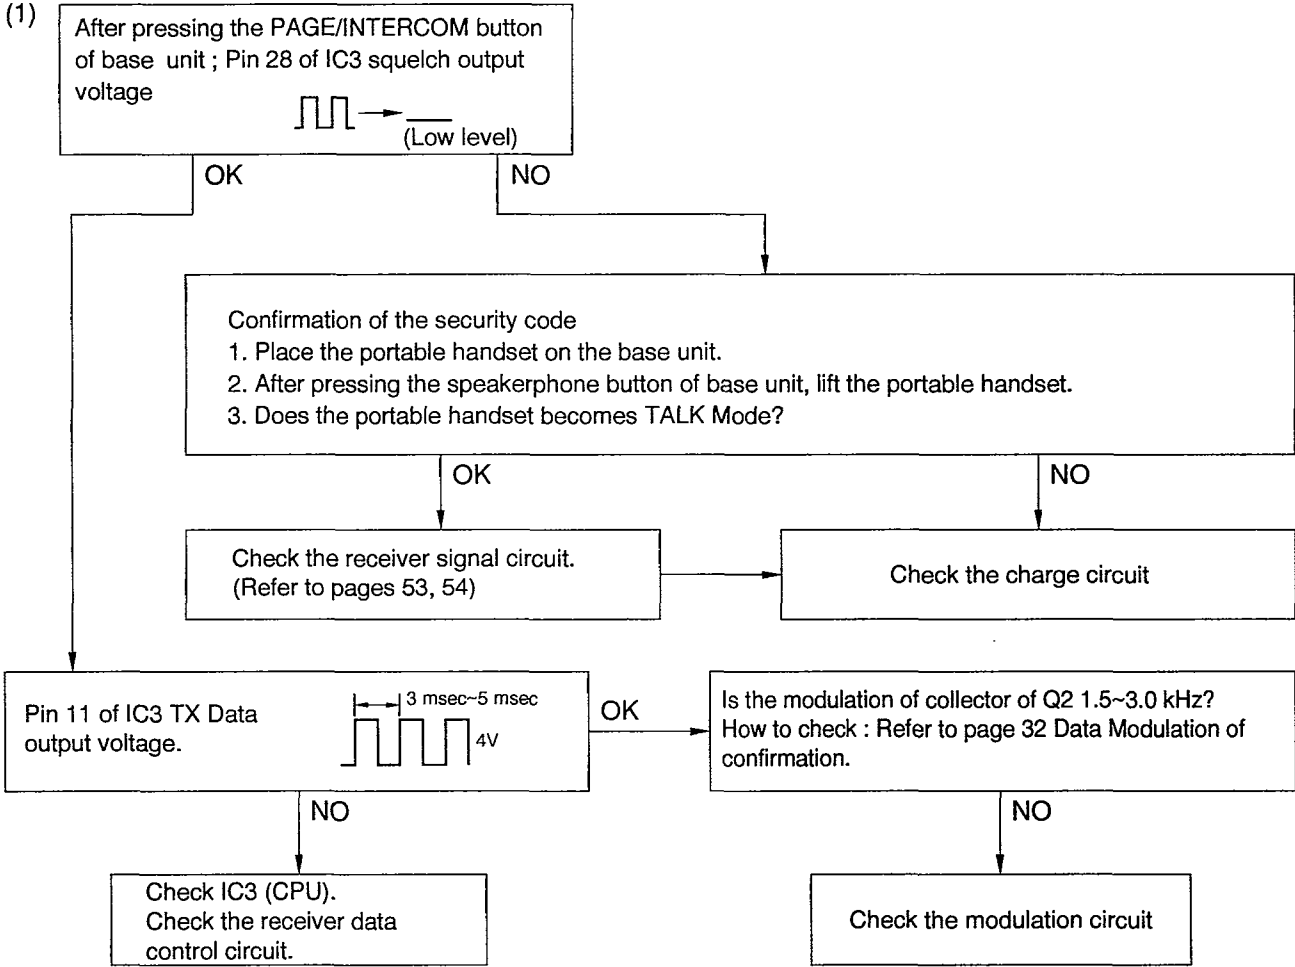 (1)
After pressing the PAGE/INTERCOM button
of base unit ; Pin 28 of IC3 squelch output
voltage
(Low level)
OK
NO
Confirmation of the security code
1. Place the portable handset on the base unit.
2. After pressing the speakerphone button of base unit, lift the portable handset.
3. Does the portable handset becomes TALK Mode?
OK
NO
Check the receiver signal circuit.
(Refer to pages 53, 54)
Check the charge circuit
Pin 11 of IC3 TX Data
output voltage.
3 msec~5 msec
4V
OK
Is the modulation of collector of Q2 1.5~3.0 kHz?
How to check : Refer to page 32 Data Modulation of
confirmation.
NO
NO
Check IC3 (CPU).
Check the receiver data
control circuit.
Check the modulation circuit